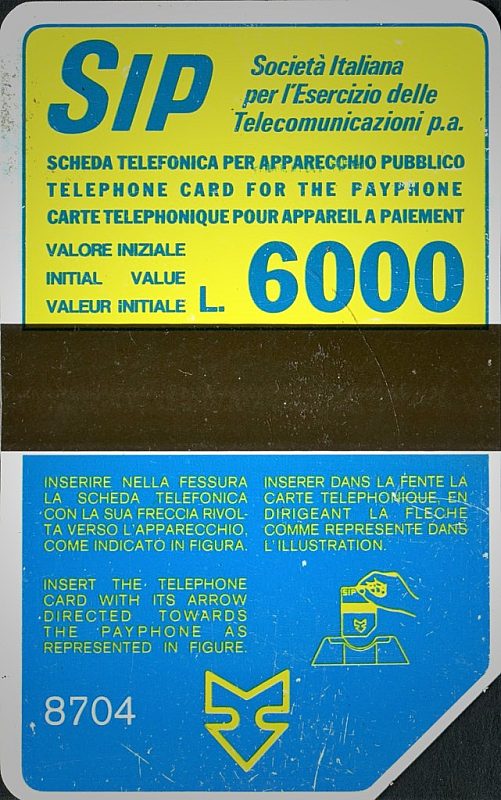 SIP
Società Italiana
per l'Esercizio delle
Telecomunicazioni p.a.
SCHEDA TELEFONICA PER APPARECCHIO PUBBLICO
TELEPHONE CARD FOR THE PAYPHONE
CARTE TELEPHONIQUE POUR APPAREIL A PAIEMENT
VALORE INIZIALE
INITIAL VALUE
VALEUR INITIALE L. 6000
INSERIRE NELLA FESSURA
LA SCHEDA TELEFONICA
CON LA SUA FRECCIA RIVOL-
TA VERSO L'APPARECCHIO,
COME INDICATO IN FIGURA.
INSERER DANS LA FENTE LA
CARTE TELEPHONIQUE, EN
DIRIGEANT LA FLECHE
COMME REPRESENTE DANS
L'ILLUSTRATION.
INSERT THE TELEPHONE
CARD WITH ITS ARROW
DIRECTED TOWARDS
THE PAYPHONE AS
REPRESENTED IN FIGURE.
SIP
8704